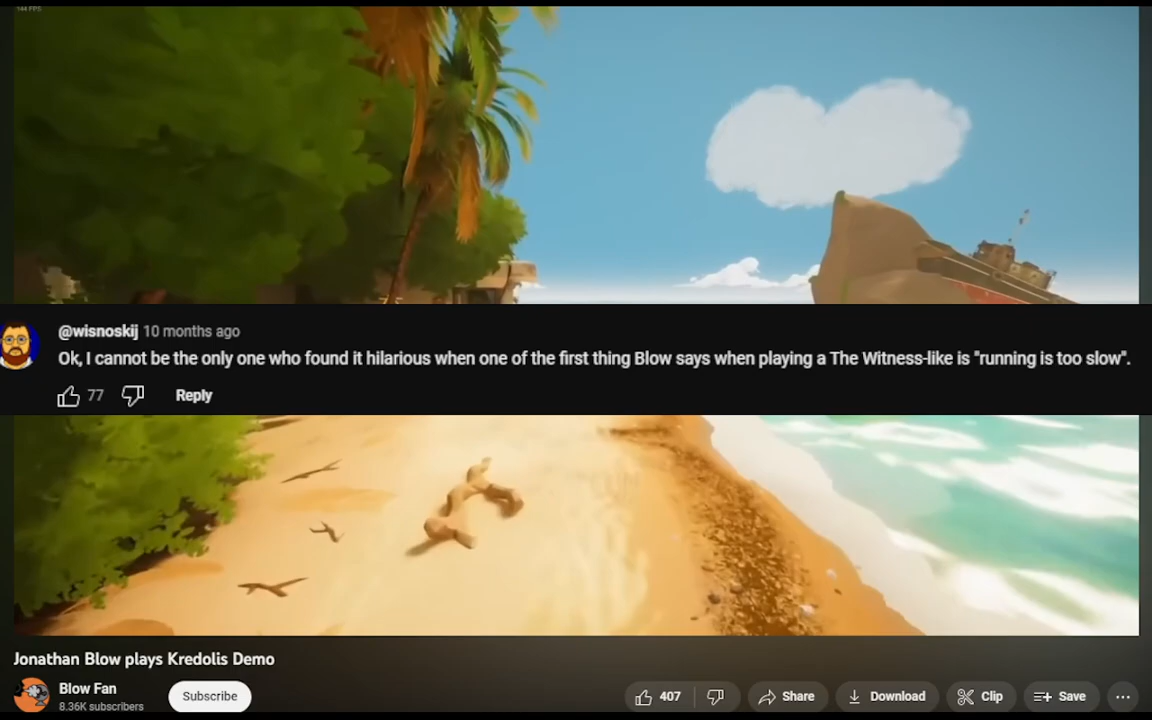 144 FPS
@wisnoskij 10 months ago
Ok, I cannot be the only one who found it hilarious when one of the first thing Blow says when playing a The Witness-like is "running is too slow".
77
Reply
Jonathan Blow plays Kredolis Demo
Blow Fan
8.36K subscribers
Subscribe
407
Share
Download
Clip
Save